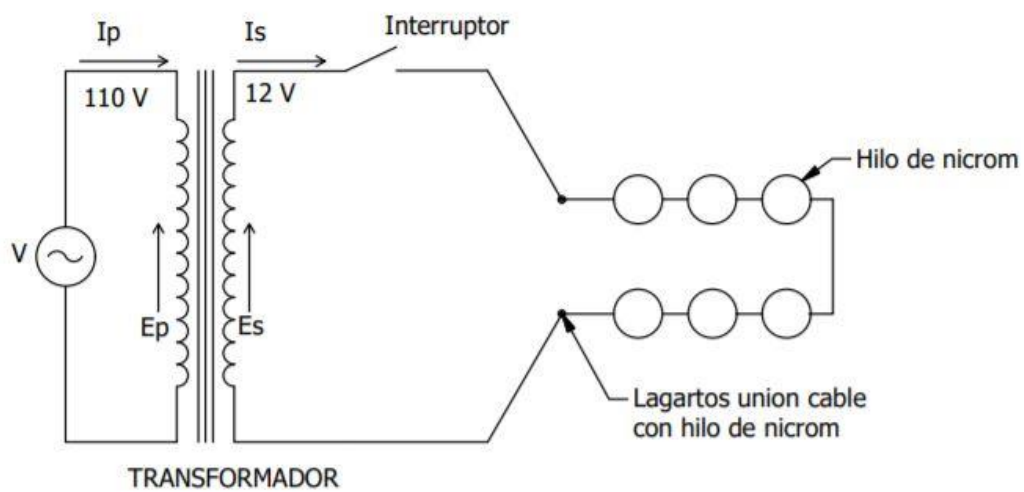 Ip
Is
Interruptor
110 V
12 V
Hilo de nicrom
V
Ep
Es
Lagartos union cable
con hilo de nicrom
TRANSFORMADOR